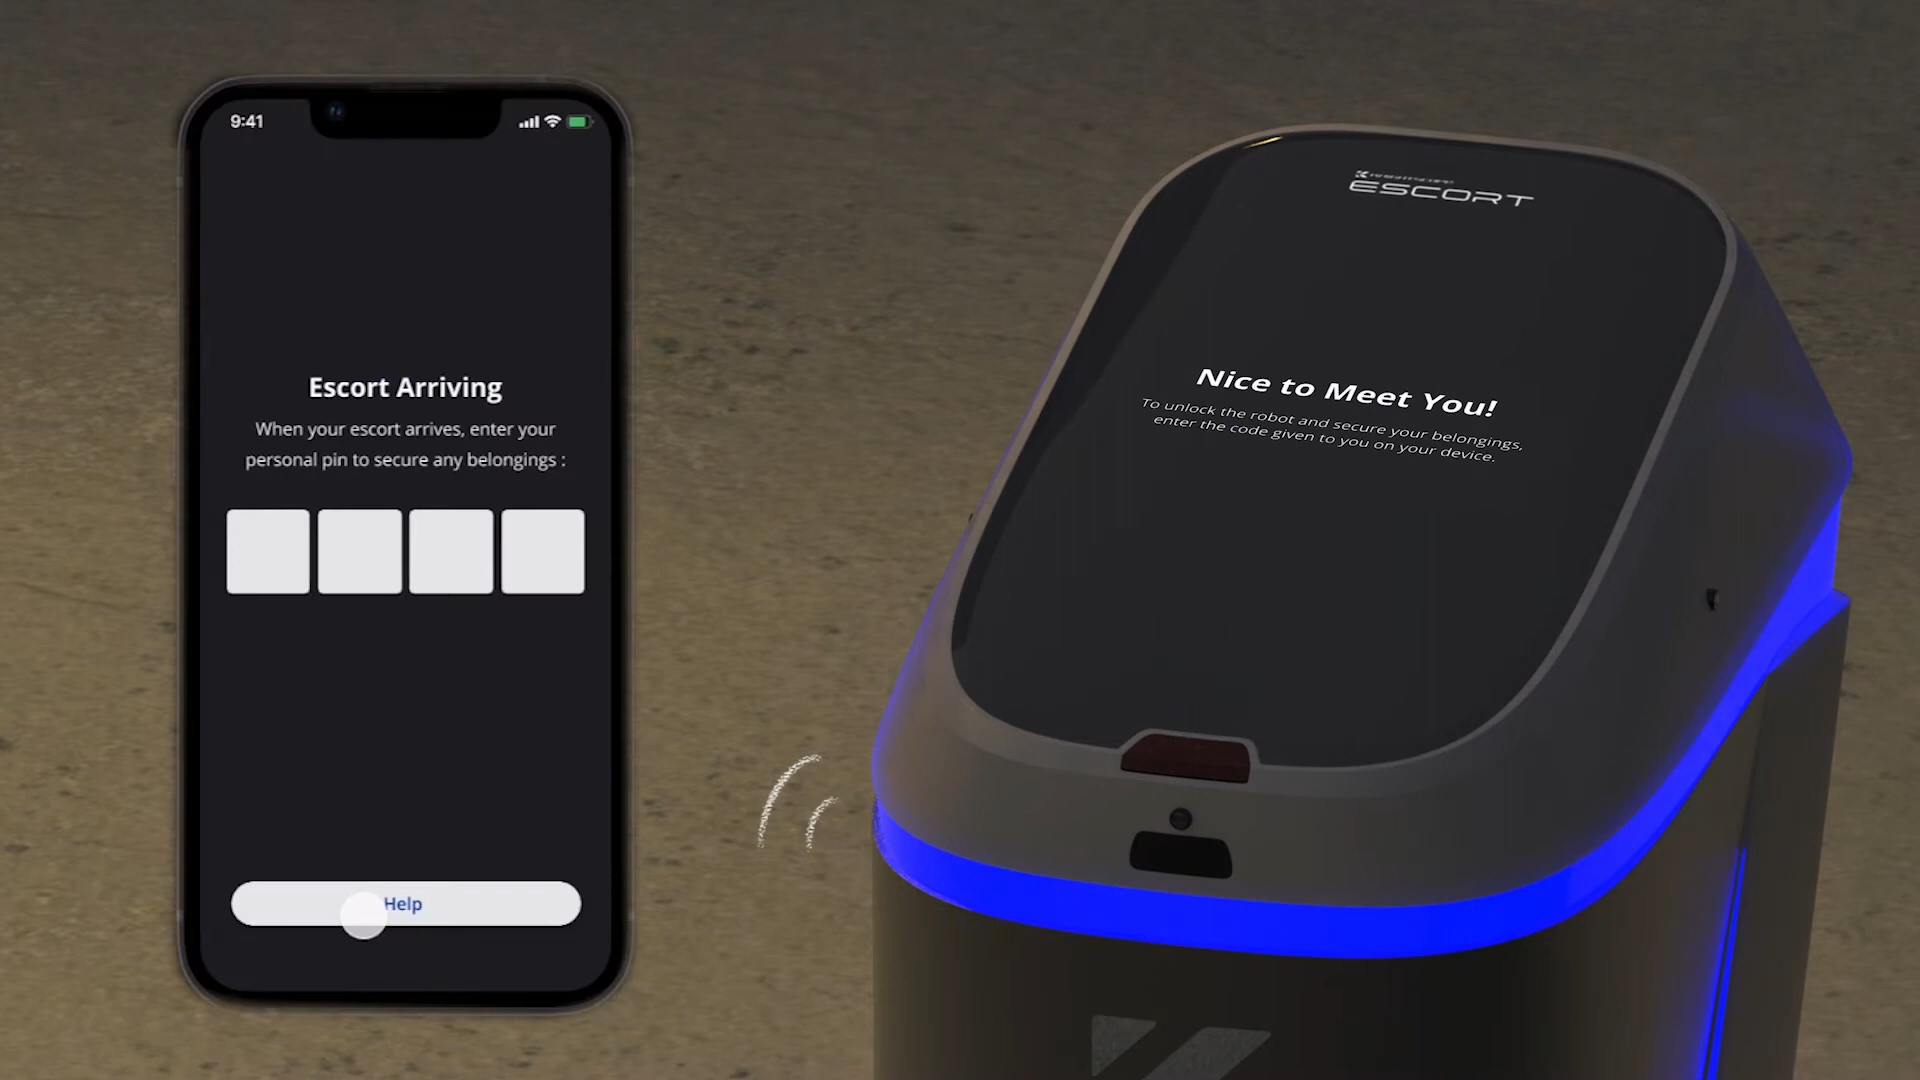 9:41
Escort Arriving
When your escort arrives, enter your
personal pin to secure any belongings :
Help
ESCORT
Nice to Meet You!
To unlock the robot and secure your belongings,
enter the code given to you on your device.